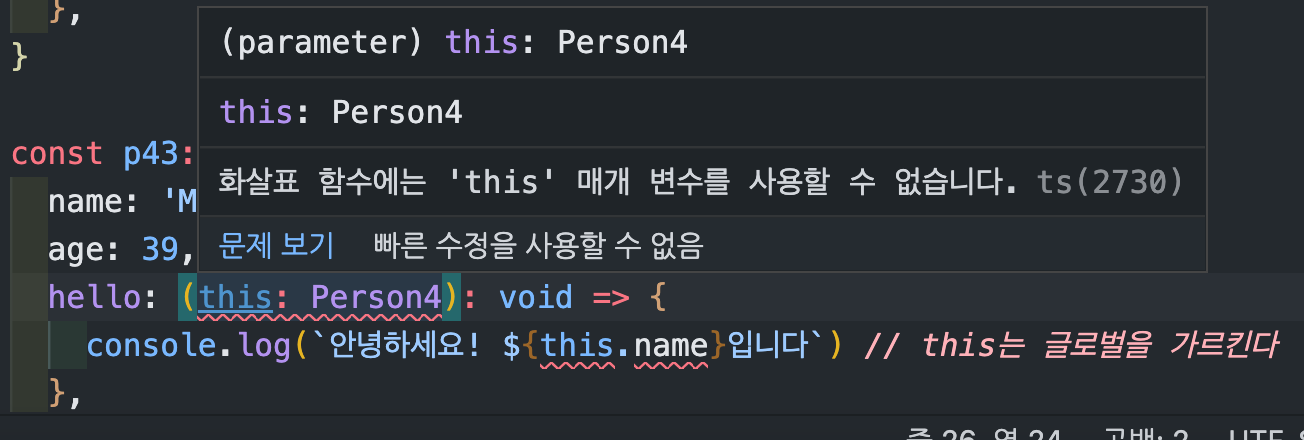 },
}
(parameter) this: Person4
this: Person4
화살표 함수에는 'this' 매개 변수를 사용할 수 없습니다. ts(2730)
문제 보기 빠른 수정을 사용할 수 없음
const p43:
name: 'M
age: 39,
hello: (this: Person4): void => {
console.log(`안녕하세요! ${this.name}입니다`) // this는 글로벌을 가르킨다
},
줄 26, 열 24 공백: 2 UTF-8